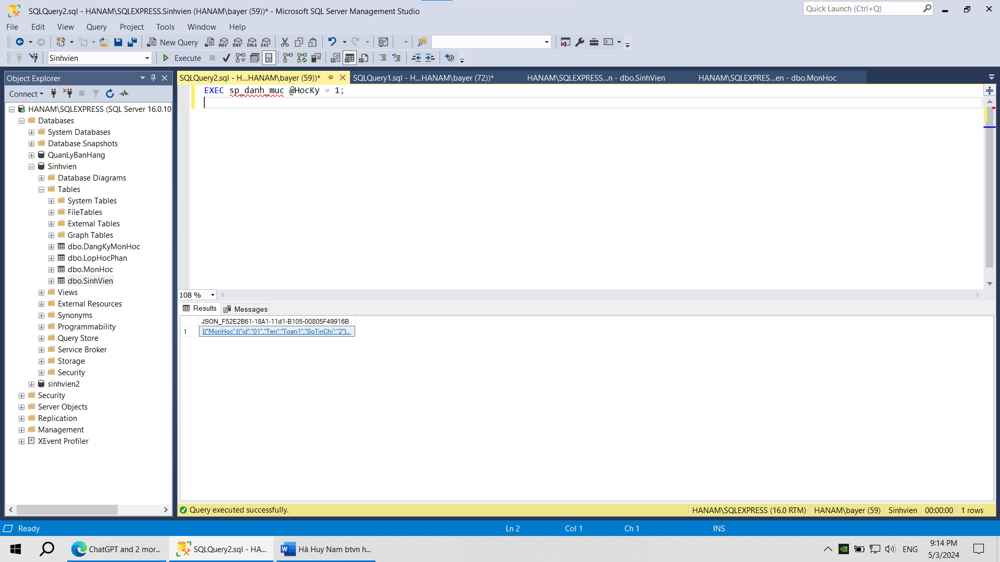 SQLQuery2.sql - HANAM\SQLEXPRESS.Sinhvien (HANAM\bayer (59))* - Microsoft SQL Server Management Studio
Quick Launch (Ctrl+Q)
File Edit View Query Project Tools Window Help
New Query MDX DMX XMLA DAX
Sinhvien Execute
Object Explorer
Connect
HANAM\SQLEXPRESS (SQL Server 16.0.10
Databases
System Databases
Database Snapshots
QuanLyBanHang
Sinhvien
Database Diagrams
Tables
System Tables
FileTables
External Tables
Graph Tables
dbo.DangKyMonHoc
dbo.LopHocPhan
dbo.MonHoc
dbo.SinhVien
Views
External Resources
Synonyms
Programmability
Query Store
Service Broker
Storage
Security
sinhvien2
Security
Server Objects
Replication
Management
XEvent Profiler
SQLQuery2.sql - H...HANAM\bayer (59))* SQLQuery1.sql - H...HANAM\bayer (72))* HANAM\SQLEXPRESS...n - dbo.SinhVien HANAM\SQLEXPRES...en - dbo.MonHoc
EXEC sp_danh_muc @HocKy = 1;
108 %
Results Messages
JSON_F52E2B61-18A1-11d1-B105-00805F49916B
1 [{"MonHoc":[{"id":"01","Ten":"Toan1","SoTinChi":"2"}...
Query executed successfully. HANAM\SQLEXPRESS (16.0 RTM) HANAM\bayer (59) Sinhvien 00:00:00 1 rows
Ready Ln 2 Col 1 Ch 1 INS
ChatGPT and 2 mor... SQLQuery2.sql - HA... Hà Huy Nam btvn h... ENG 9:14 PM
5/3/2024